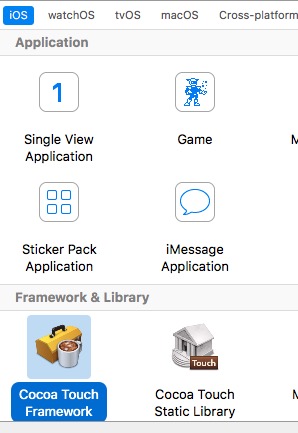 iOS watchOS tvOS macOS Cross-platform
Application
1
Single View Application
Game
M
Sticker Pack Application
iMessage Application
Framework & Library
Touch
Cocoa Touch Framework
Cocoa Touch Static Library
M